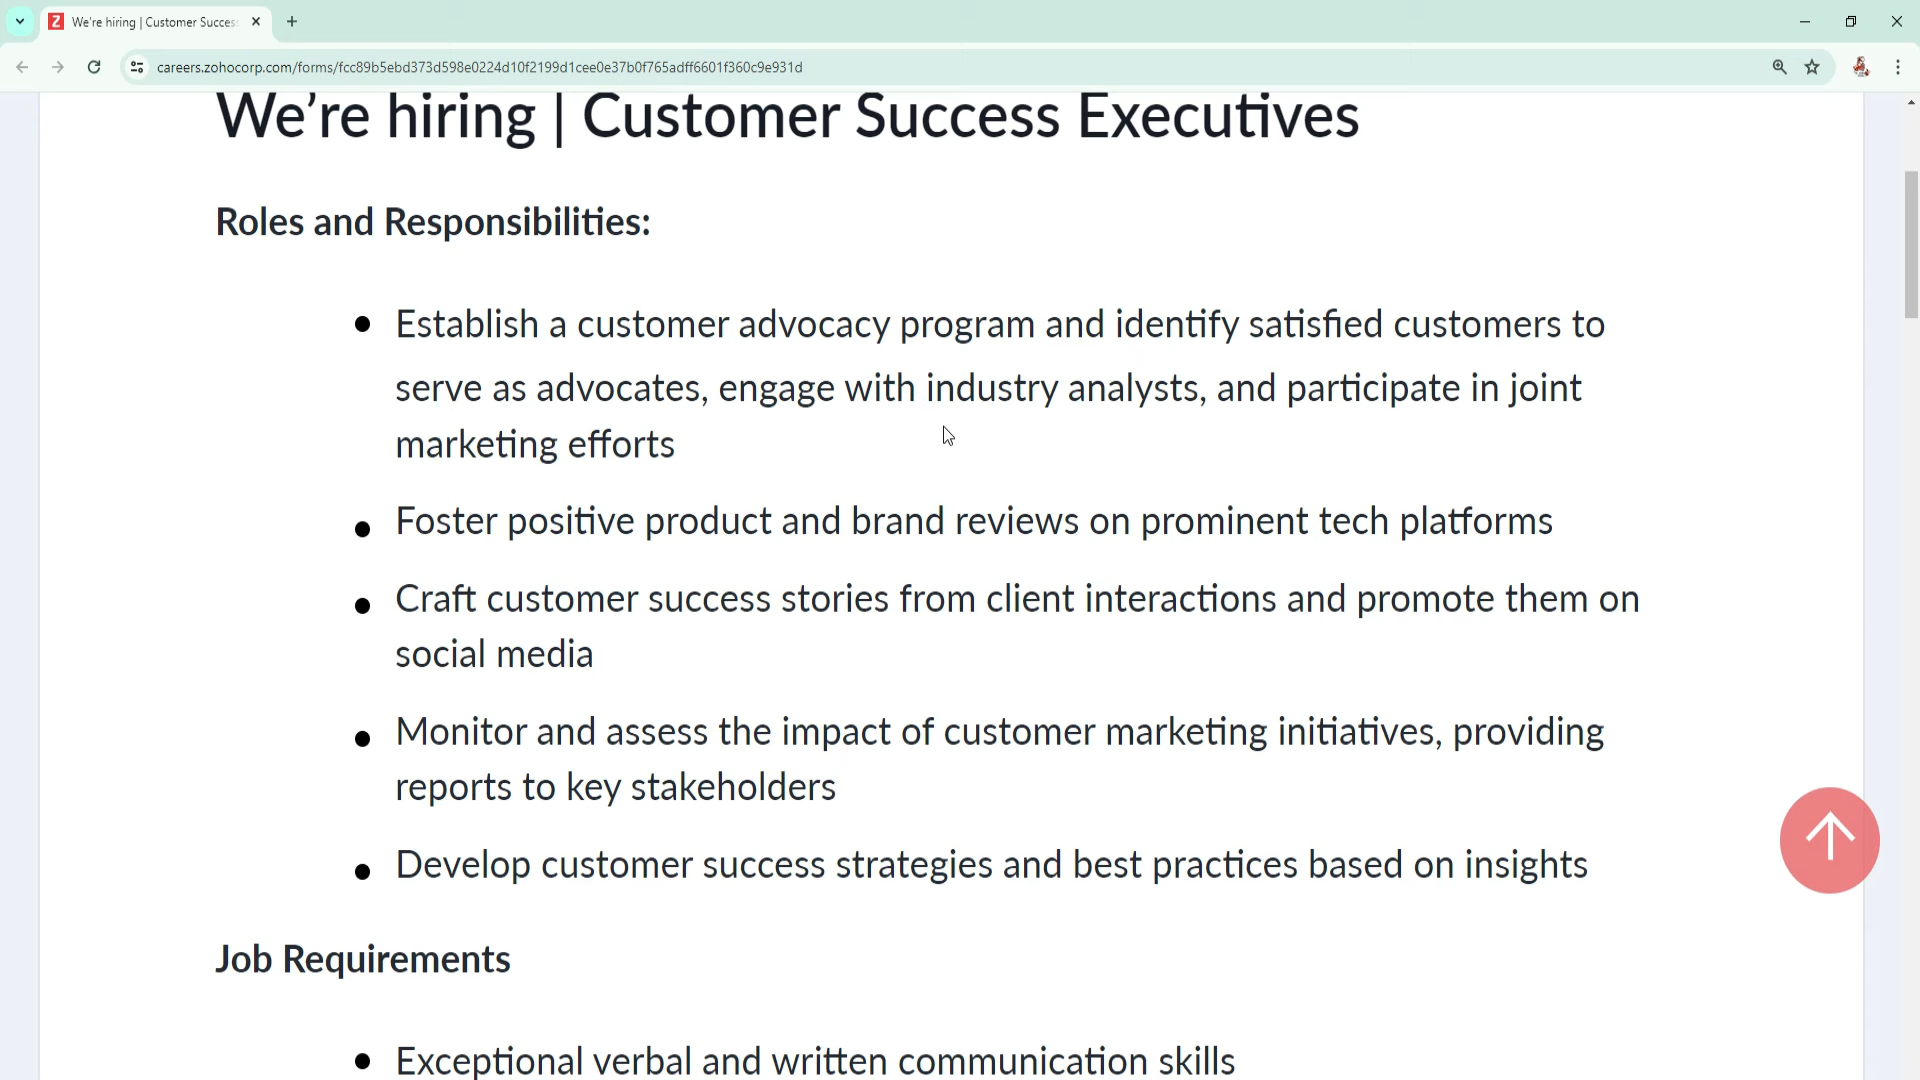 Z We're hiring | Customer Succes
careers.zohocorp.com/forms/fcc89b5ebd373d598e0224d10f2199d1cee0e37b0f765adff6601f360c9e931d
We're hiring | Customer Success Executives
Roles and Responsibilities:
Establish a customer advocacy program and identify satisfied customers to
serve as advocates, engage with industry analysts, and participate in joint
marketing efforts
Foster positive product and brand reviews on prominent tech platforms
Craft customer success stories from client interactions and promote them on
social media
Monitor and assess the impact of customer marketing initiatives, providing
reports to key stakeholders
Develop customer success strategies and best practices based on insights
Job Requirements
Exceptional verbal and written communication skills